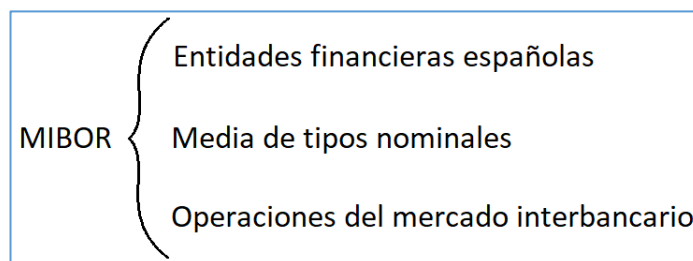 Entidades financieras españolas
MIBOR Media de tipos nominales
Operaciones del mercado interbancario